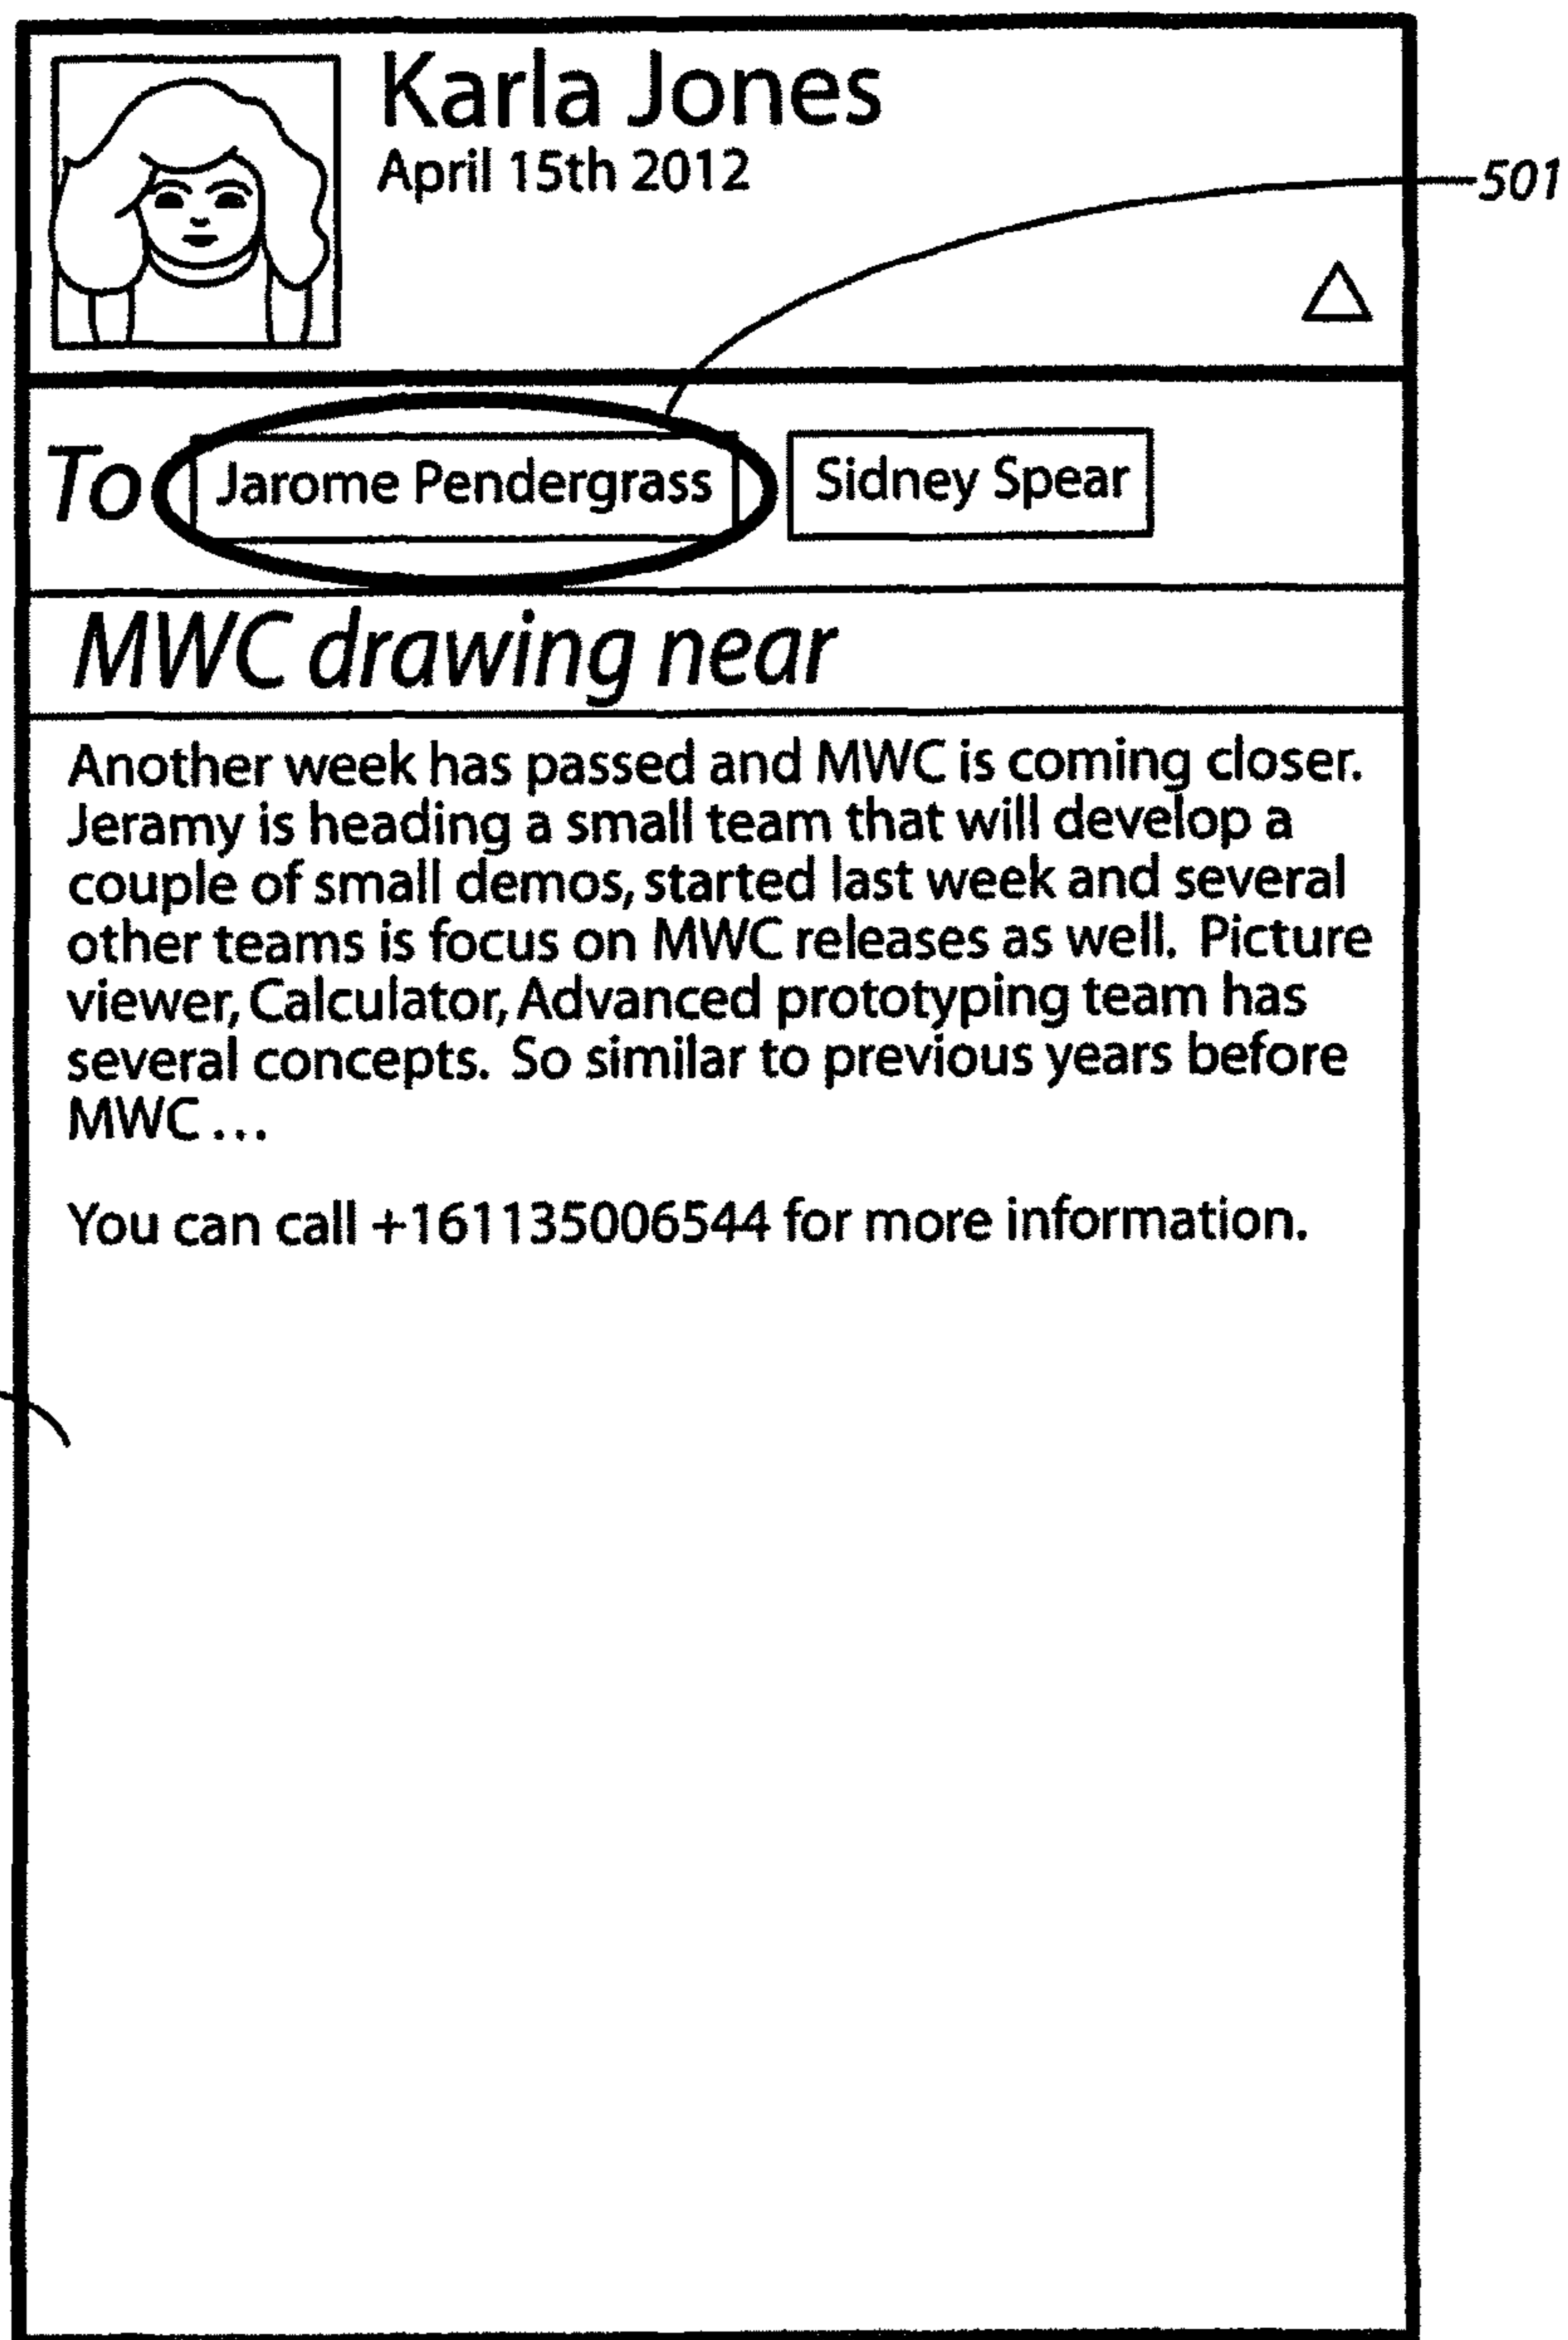 Karla Jones
April 15th 2012
501
To Jarome Pendergrass Sidney Spear
MWC drawing near
Another week has passed and MWC is coming closer.
Jeramy is heading a small team that will develop a
couple of small demos, started last week and several
other teams is focus on MWC releases as well. Picture
viewer, Calculator, Advanced prototyping team has
several concepts. So similar to previous years before
MWC...
You can call +161135006544 for more information.